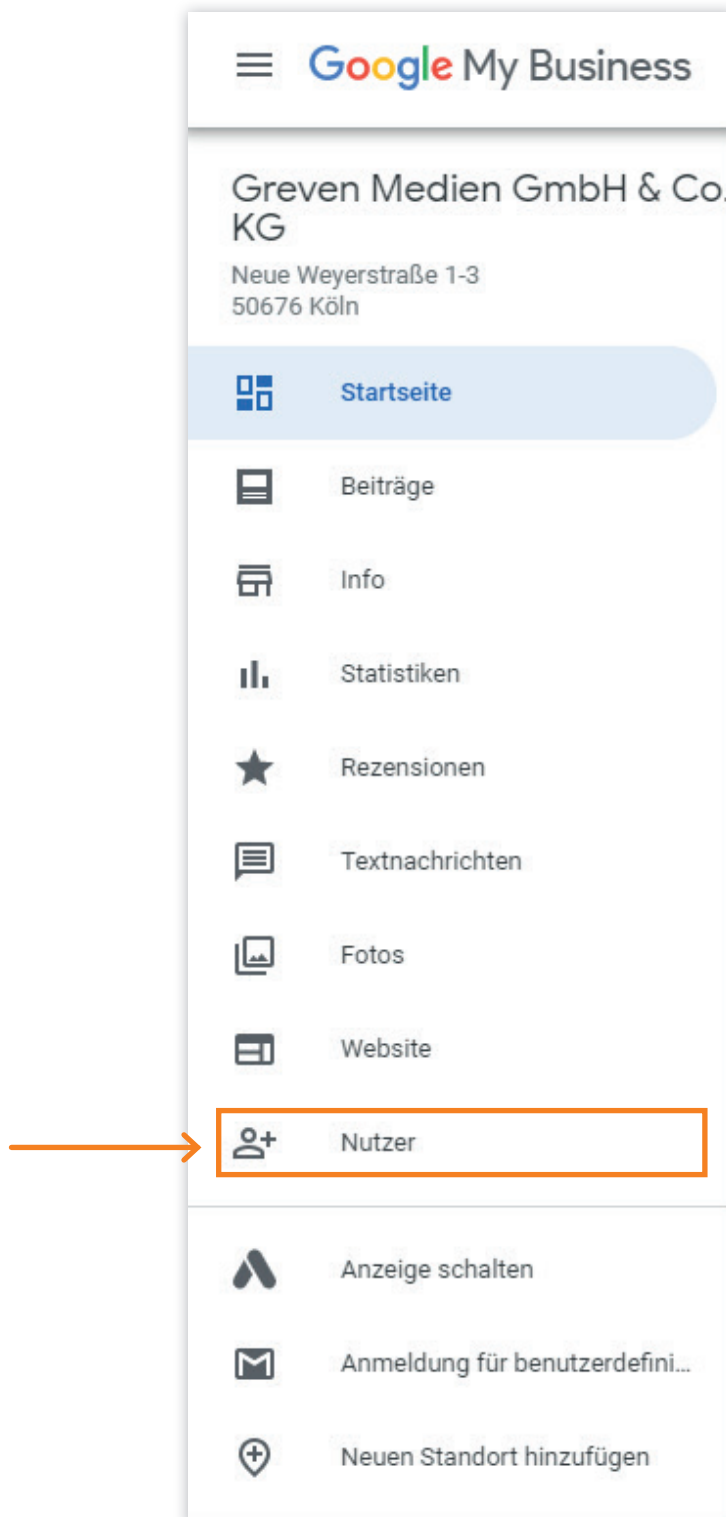 Google My Business
Greven Medien GmbH & Co.
KG
Neue Weyerstraße 1-3
50676 Köln
Startseite
Beiträge
Info
Statistiken
Rezensionen
Textnachrichten
Fotos
Website
Nutzer
Anzeige schalten
Anmeldung für benutzerdefini...
Neuen Standort hinzufügen